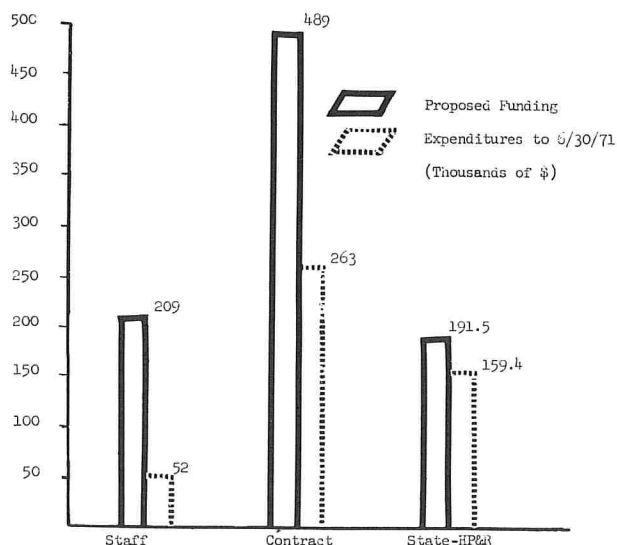 500
450
400
350
300
250
200
150
100
50
489
263
209
52
191.5
159.4
Proposed Funding
Expenditures to 6/30/71
(Thousands of $)
Staff
Contract
State-HP&R